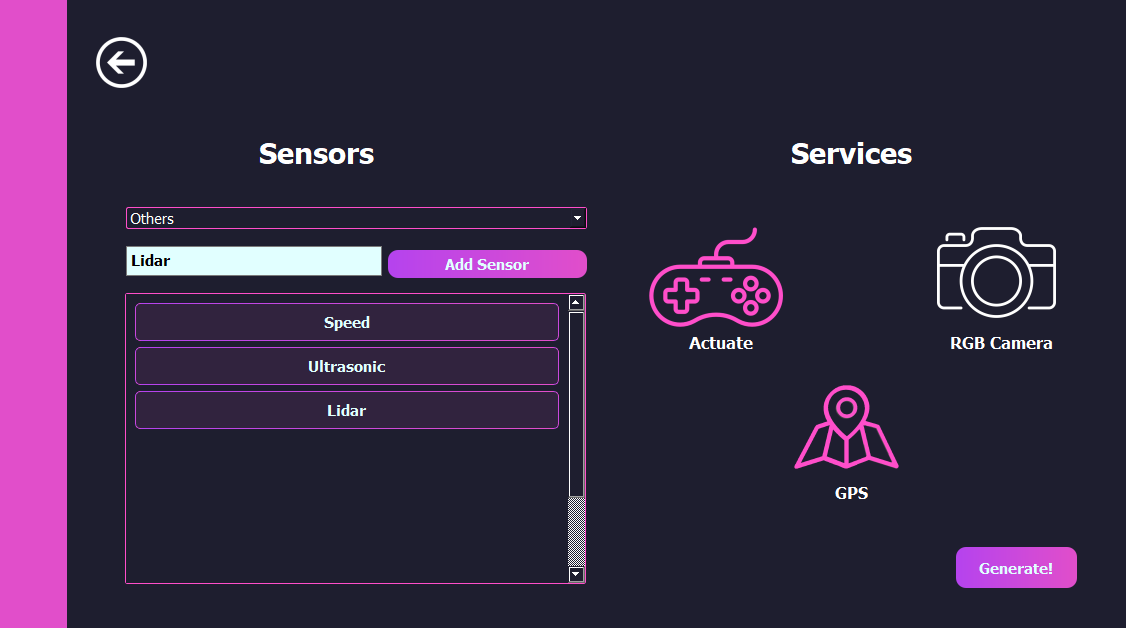 Sensors
Services
Others
Lidar
Add Sensor
Speed
Ultrasonic
Lidar
Actuate
RGB Camera
GPS
Generate!